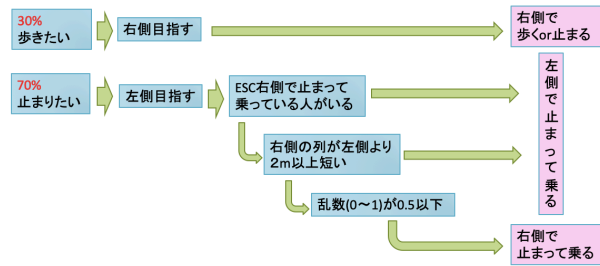 30%
歩きたい
右側目指す
右側で
歩くor止まる
70%
止まりたい
左側目指す
ESC右側で止まって
乗っている人がいる
左側で止まって乗る
右側の列が左側より
2m以上短い
乱数(0～1)が0.5以下
右側で
止まって乗る